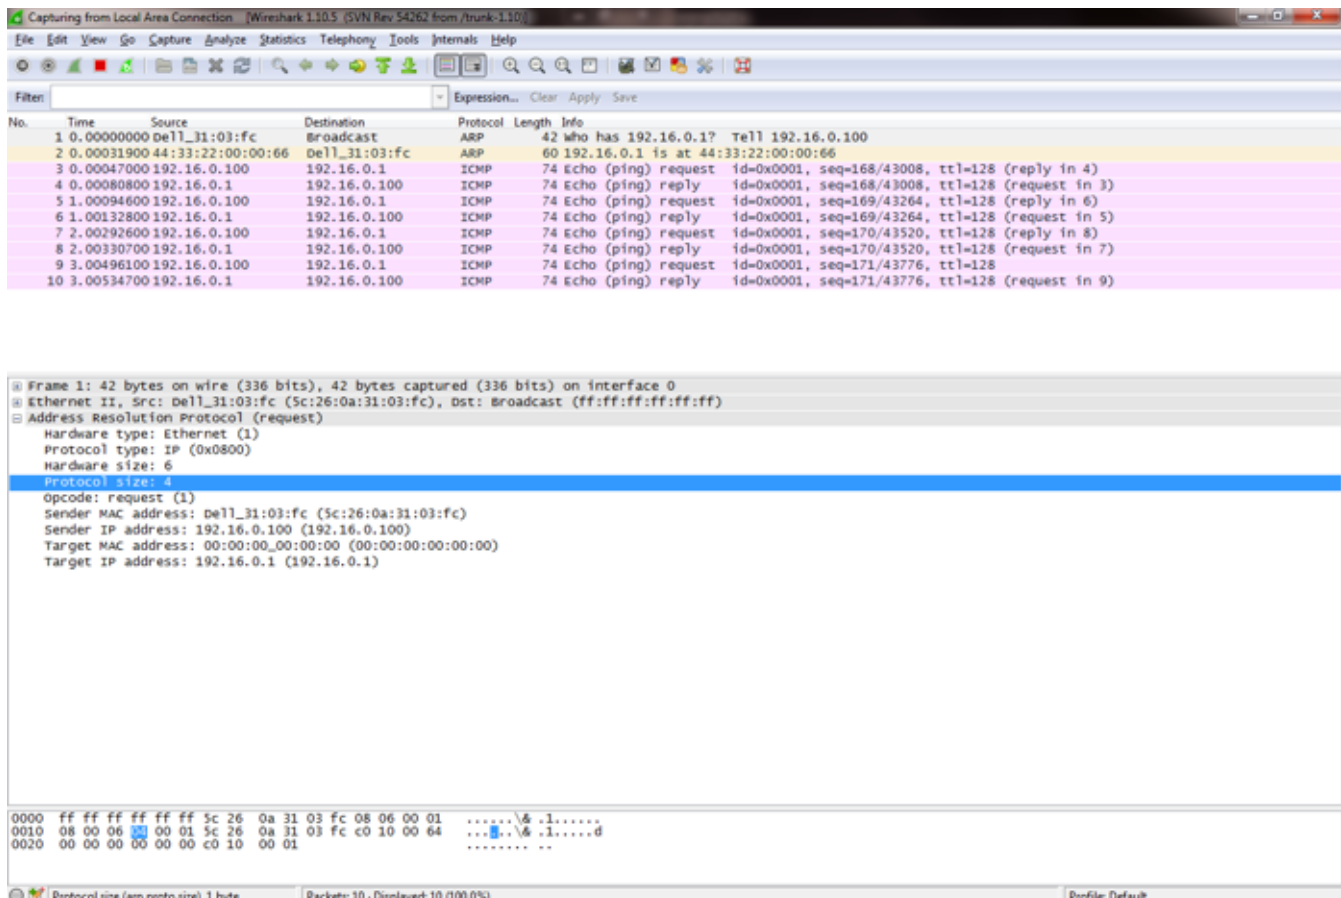 Capturing from Local Area Connection [Wireshark 1.10.5 (SVN Rev 54262 from /trunk-1.10)]
File Edit View Go Capture Analyze Statistics Telephony Tools Internals Help
Filter: Expression... Clear Apply Save
No. Time Source Destination Protocol Length Info
1 0.00000000 Dell_31:03:fc Broadcast ARP 42 Who has 192.16.0.1? Tell 192.16.0.100
2 0.00031900 44:33:22:00:00:66 Dell_31:03:fc ARP 60 192.16.0.1 is at 44:33:22:00:00:66
3 0.00047000 192.16.0.100 192.16.0.1 ICMP 74 Echo (ping) request id=0x0001, seq=168/43008, ttl=128 (reply in 4)
4 0.00080800 192.16.0.1 192.16.0.100 ICMP 74 Echo (ping) reply id=0x0001, seq=168/43008, ttl=128 (request in 3)
5 1.00094600 192.16.0.100 192.16.0.1 ICMP 74 Echo (ping) request id=0x0001, seq=169/43264, ttl=128 (reply in 6)
6 1.00132800 192.16.0.1 192.16.0.100 ICMP 74 Echo (ping) reply id=0x0001, seq=169/43264, ttl=128 (request in 5)
7 2.00292600 192.16.0.100 192.16.0.1 ICMP 74 Echo (ping) request id=0x0001, seq=170/43520, ttl=128 (reply in 8)
8 2.00330700 192.16.0.1 192.16.0.100 ICMP 74 Echo (ping) reply id=0x0001, seq=170/43520, ttl=128 (request in 7)
9 3.00496100 192.16.0.100 192.16.0.1 ICMP 74 Echo (ping) request id=0x0001, seq=171/43776, ttl=128
10 3.00534700 192.16.0.1 192.16.0.100 ICMP 74 Echo (ping) reply id=0x0001, seq=171/43776, ttl=128 (request in 9)
Frame 1: 42 bytes on wire (336 bits), 42 bytes captured (336 bits) on interface 0
Ethernet II, Src: Dell_31:03:fc (5c:26:0a:31:03:fc), Dst: Broadcast (ff:ff:ff:ff:ff:ff)
Address Resolution Protocol (request)
Hardware type: Ethernet (1)
Protocol type: IP (0x0800)
Hardware size: 6
Protocol size: 4
Opcode: request (1)
Sender MAC address: Dell_31:03:fc (5c:26:0a:31:03:fc)
Sender IP address: 192.16.0.100 (192.16.0.100)
Target MAC address: 00:00:00_00:00:00 (00:00:00:00:00:00)
Target IP address: 192.16.0.1 (192.16.0.1)
0000 ff ff ff ff ff ff 5c 26 0a 31 03 fc 08 06 00 01 ......\& .1......
0010 08 00 06 04 00 01 5c 26 0a 31 03 fc c0 10 00 64 ......\& .1.....d
0020 00 00 00 00 00 00 c0 10 00 01 ........ ..
Protocol size (arp.proto.size), 1 byte Packets: 10 · Displayed: 10 (100.0%) Profile: Default